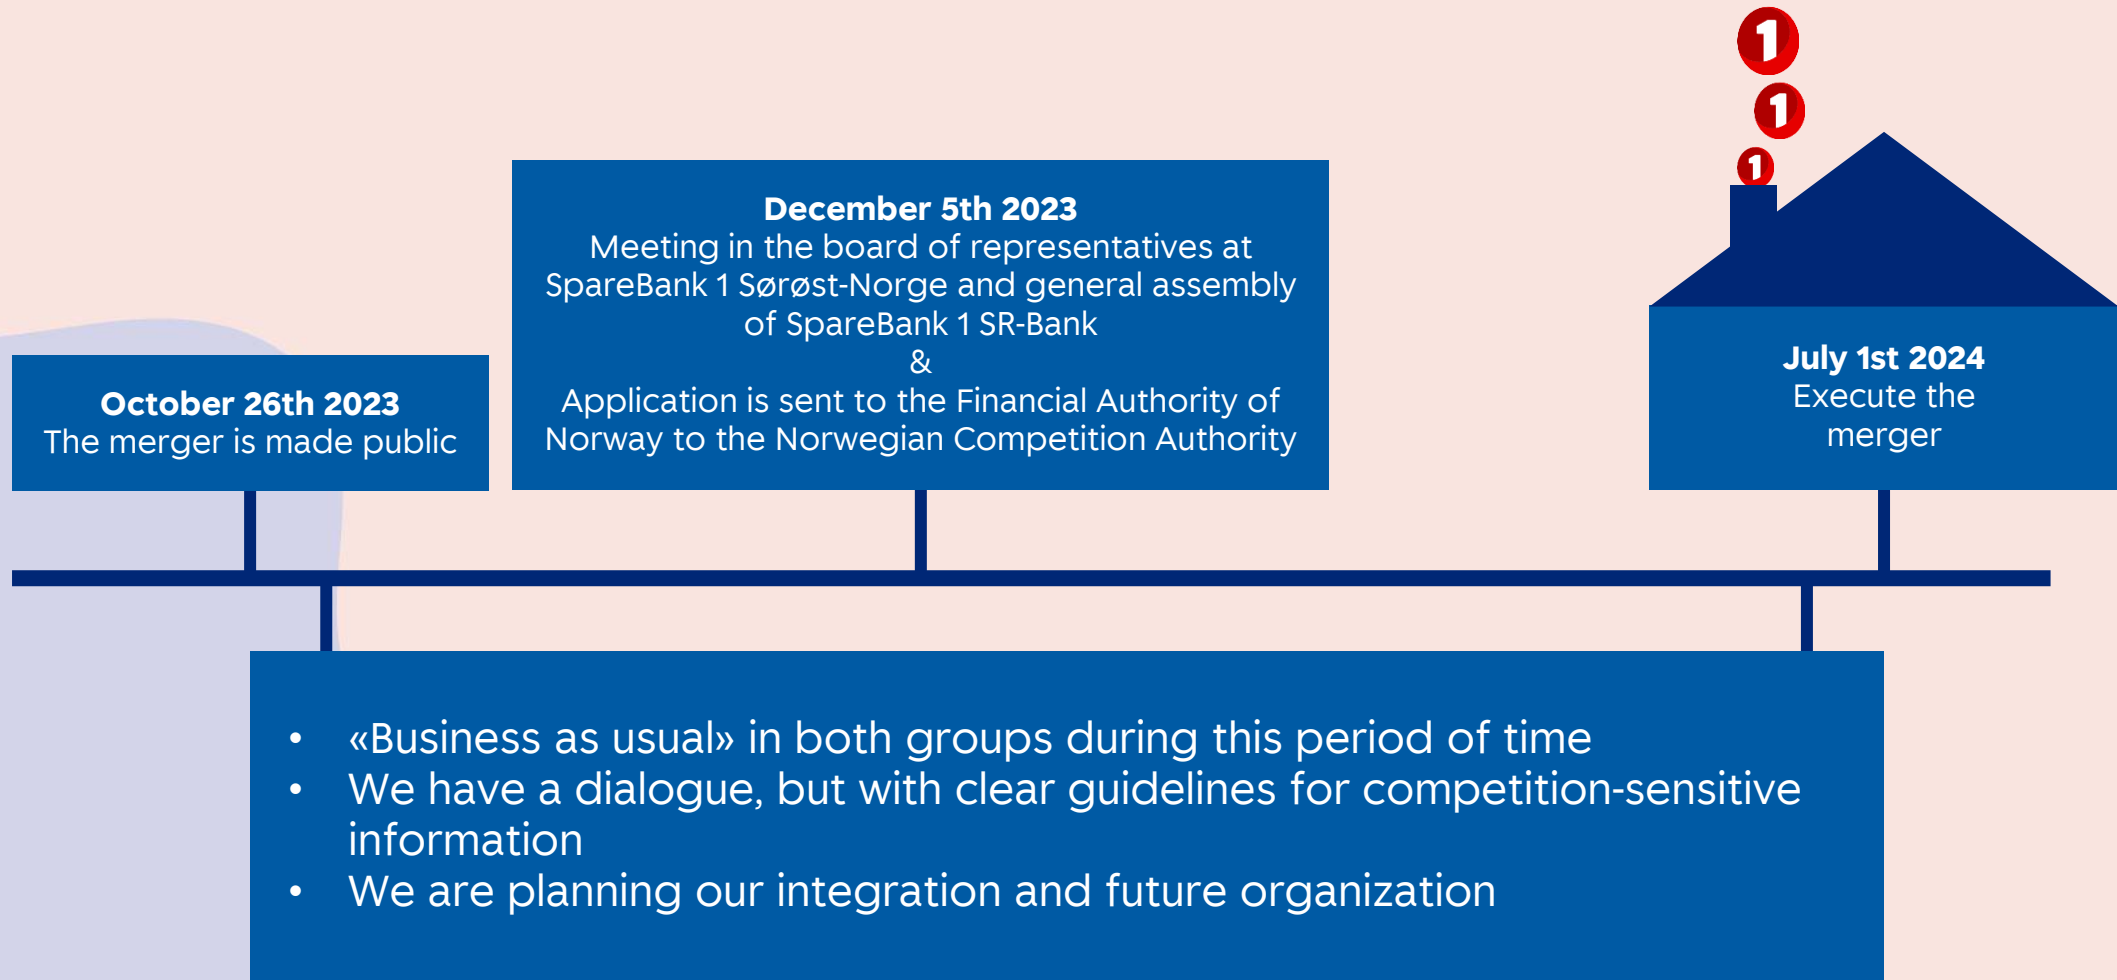 1
1
1
December 5th 2023
Meeting in the board of representatives at
SpareBank 1 Sørøst-Norge and general assembly
of SpareBank 1 SR-Bank
&
Application is sent to the Financial Authority of
Norway to the Norwegian Competition Authority
October 26th 2023
The merger is made public
July 1st 2024
Execute the
merger
• «Business as usual» in both groups during this period of time
• We have a dialogue, but with clear guidelines for competition-sensitive
information
• We are planning our integration and future organization